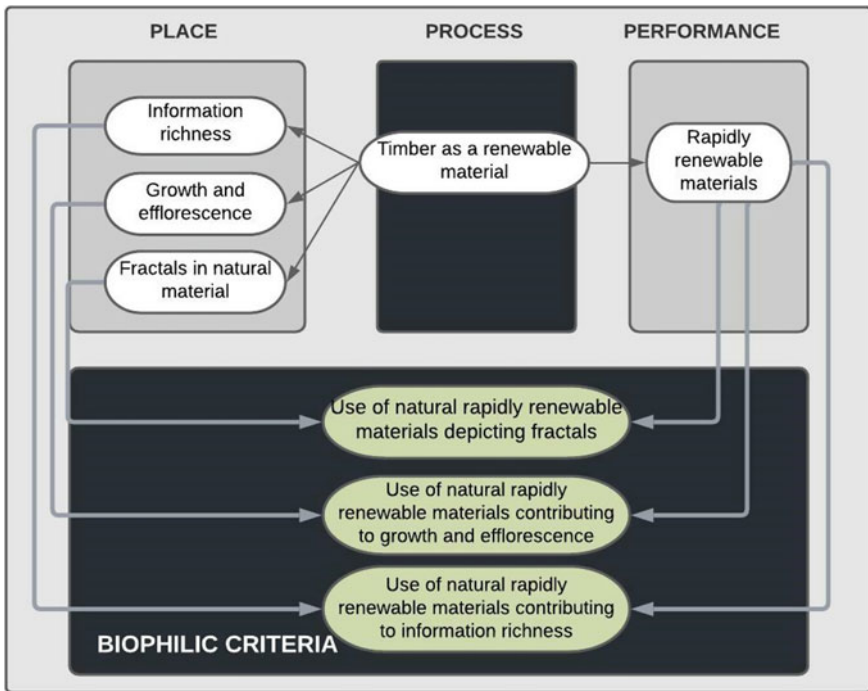 PLACE
PROCESS
PERFORMANCE
Information
richness
Growth and
efflorescence
Fractals in natural
material
Timber as a renewable
material
Rapidly
renewable
materials
Use of natural rapidly renewable
materials depicting fractals
Use of natural rapidly
renewable materials contributing
to growth and efflorescence
Use of natural rapidly
renewable materials contributing
to information richness
BIOPHILIC CRITERIA